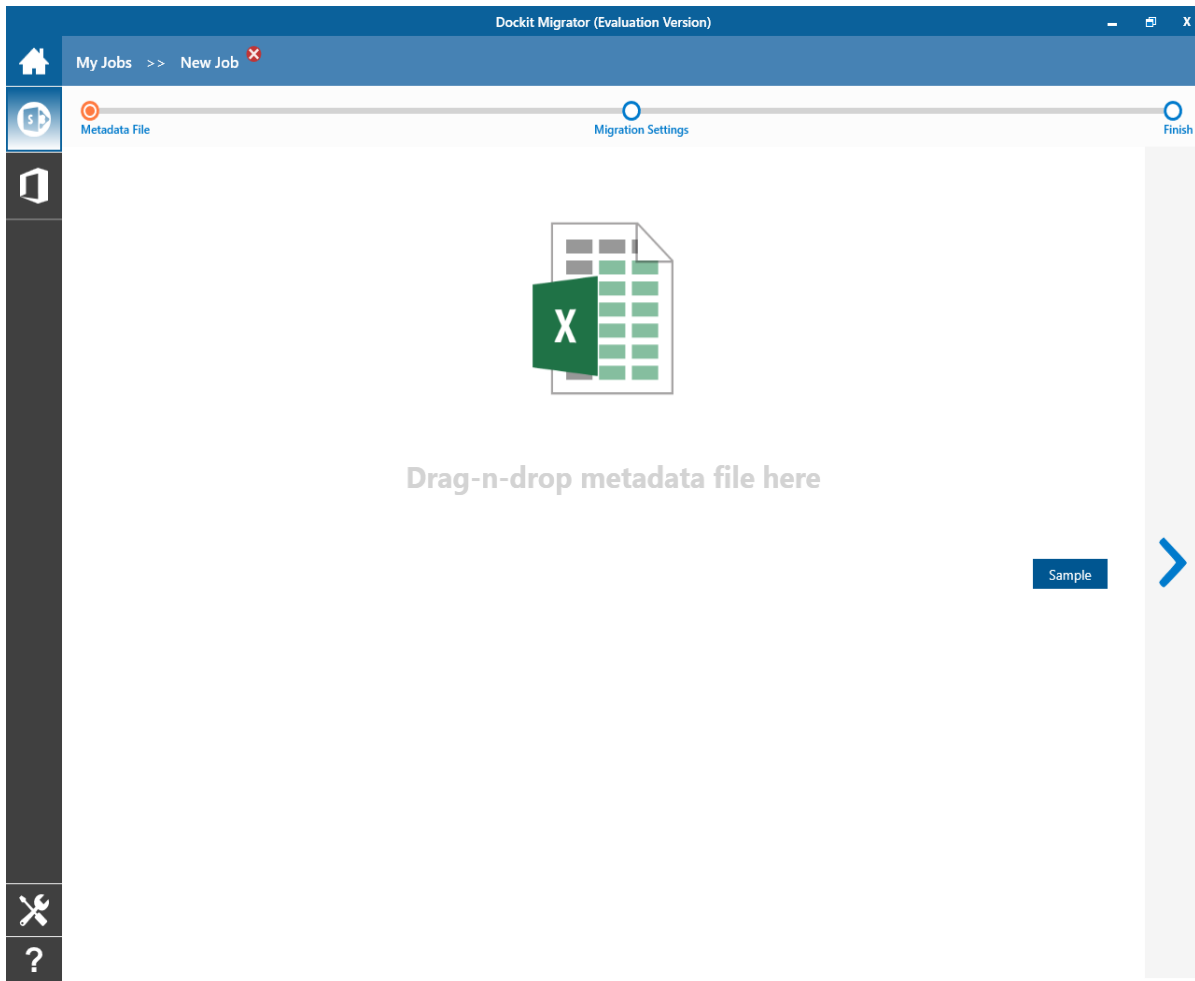 Dockit Migrator (Evaluation Version)
X
My Jobs >> New Job
Metadata File
Migration Settings
Finish
S
X
Drag-n-drop metadata file here
Sample
?